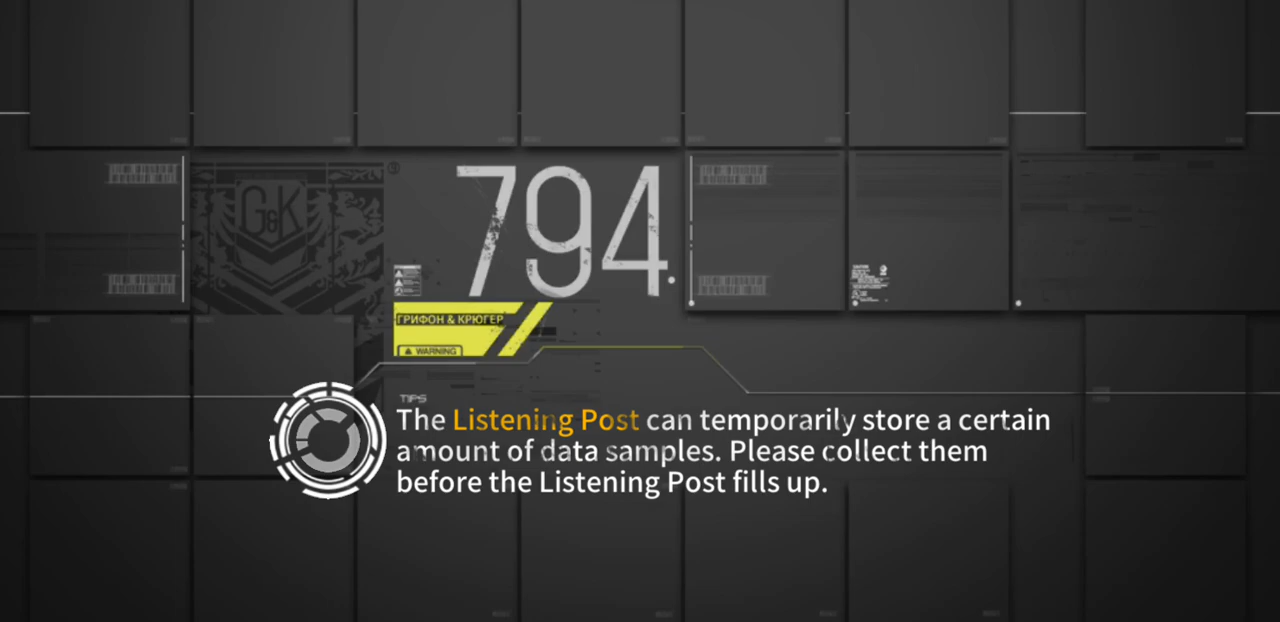 G&K
794.
ГРИФОН & КРЮГЕР
WARNING
TIPS
The Listening Post can temporarily store a certain
amount of data samples. Please collect them
before the Listening Post fills up.